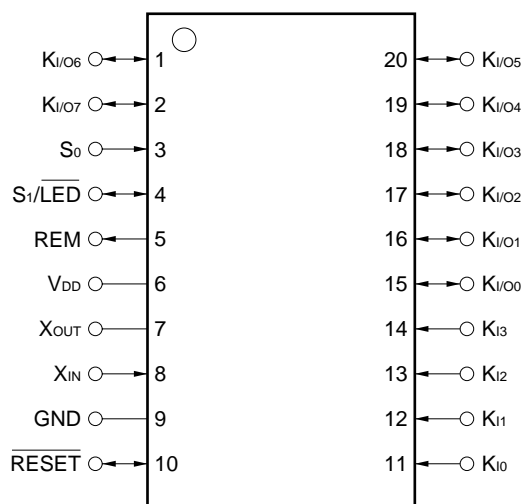 KI/O6 1 20 KI/O5
KI/O7 2 19 KI/O4
S0 3 18 KI/O3
S1/LED 4 17 KI/O2
REM 5 16 KI/O1
VDD 6 15 KI/O0
XOUT 7 14 KI3
XIN 8 13 KI2
GND 9 12 KI1
RESET 10 11 KI0